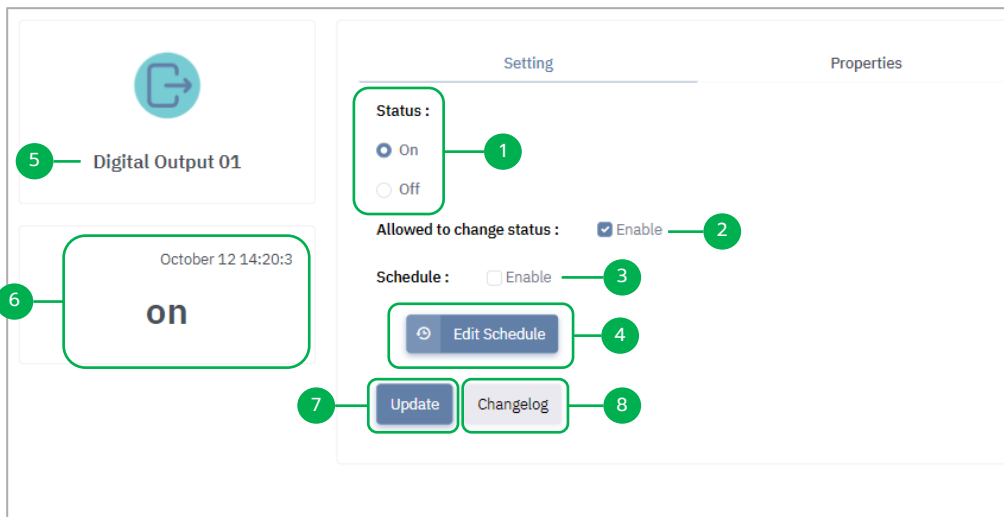 Setting
Properties
Status :
On
1
Off
5
Digital Output 01
Allowed to change status :
Enable
2
October 12 14:20:3
Schedule :
Enable
3
6
on
Edit Schedule
4
7
Update
Changelog
8